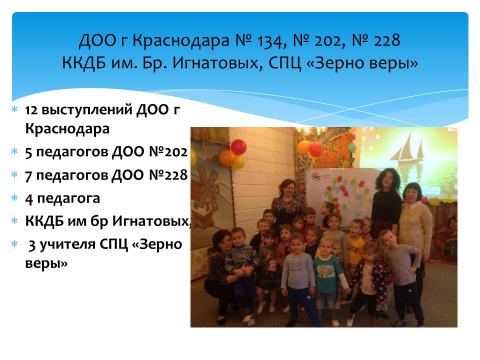 ДОО г Краснодара № 134, № 202, № 228
ККДБ им. Бр. Игнатовых, СПЦ «Зерно веры»
12 выступлений ДОО г
Краснодара
5 педагогов ДОО №202
7 педагогов ДОО №228
4 педагога
ККДБ им бр Игнатовых,
3 учителя СПЦ «Зерно
веры»